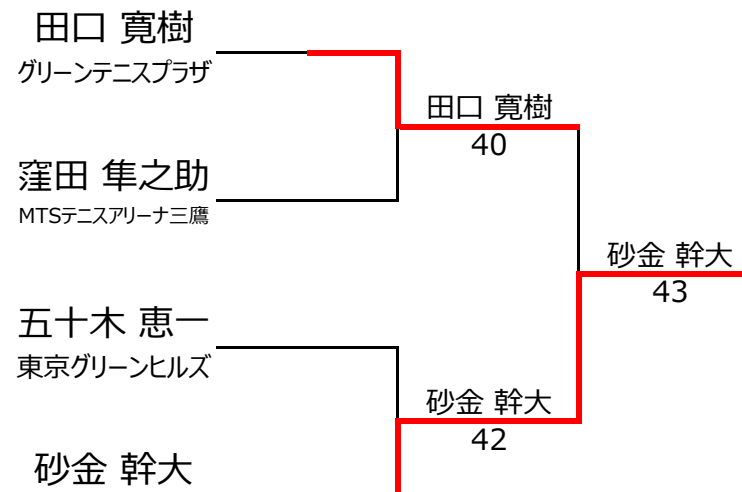 田口 寛樹
グリーンテニスプラザ
田口 寛樹
40
窪田 隼之助
MTSテニスアリーナ三鷹
砂金 幹大
43
五十木 恵一
東京グリーンヒルズ
砂金 幹大
42
砂金 幹大